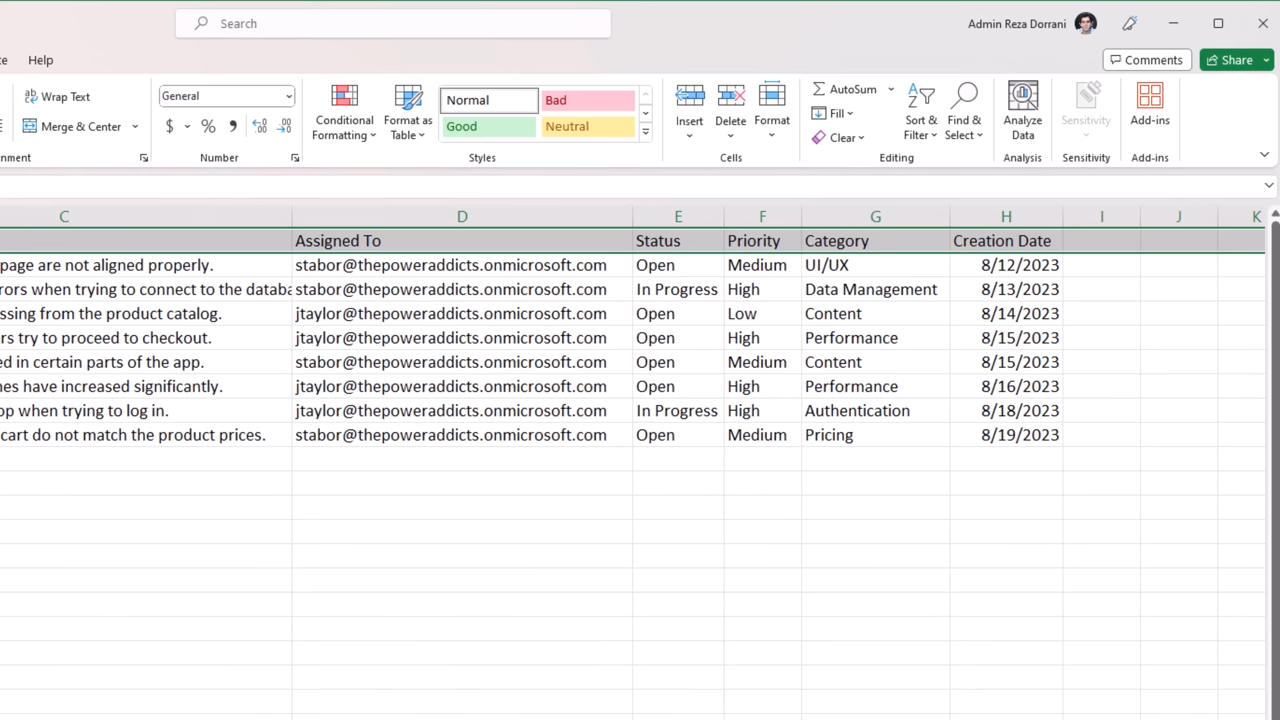 Search
Admin Reza Dorrani
ce Help
Comments
Share
Wrap Text
Merge & Center
nment
General
$ % ,
Number
Conditional
Formatting
Format as
Table
Normal
Bad
Good
Neutral
Styles
Insert
Delete
Format
Cells
AutoSum
Fill
Clear
Sort &
Filter
Find &
Select
Editing
Analyze
Data
Analysis
Sensitivity
Sensitivity
Add-ins
Add-ins
C D E F G H I J K
Assigned To Status Priority Category Creation Date
page are not aligned properly. stabor@thepoweraddicts.onmicrosoft.com Open Medium UI/UX 8/12/2023
rors when trying to connect to the databa stabor@thepoweraddicts.onmicrosoft.com In Progress High Data Management 8/13/2023
ssing from the product catalog. jtaylor@thepoweraddicts.onmicrosoft.com Open Low Content 8/14/2023
rs try to proceed to checkout. jtaylor@thepoweraddicts.onmicrosoft.com Open High Performance 8/15/2023
ed in certain parts of the app. stabor@thepoweraddicts.onmicrosoft.com Open Medium Content 8/15/2023
nes have increased significantly. jtaylor@thepoweraddicts.onmicrosoft.com Open High Performance 8/16/2023
op when trying to log in. jtaylor@thepoweraddicts.onmicrosoft.com In Progress High Authentication 8/18/2023
cart do not match the product prices. stabor@thepoweraddicts.onmicrosoft.com Open Medium Pricing 8/19/2023